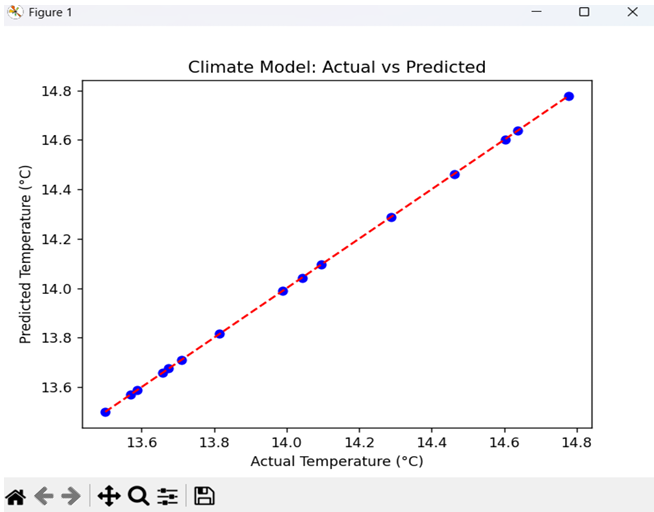 Figure 1
Climate Model: Actual vs Predicted
Predicted Temperature (°C)
14.8
14.6
14.4
14.2
14.0
13.8
13.6
13.6 13.8 14.0 14.2 14.4 14.6 14.8
Actual Temperature (°C)